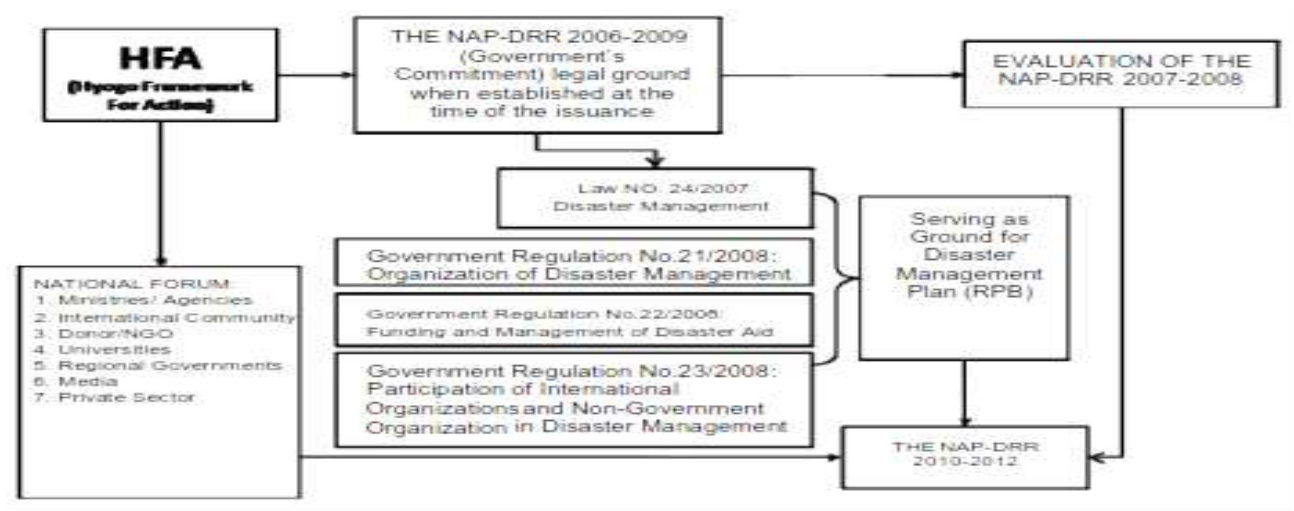 HFA
(Hyogo Framework
For Action)
THE NAP-DRR 2006-2009
(Government's
Commitment) legal ground
when established at the
time of the issuance
EVALUATION OF THE
NAP-DRR 2007-2008
Law NO. 24/2007
Disaster Management
Government Regulation No.21/2008:
Organization of Disaster Management
Government Regulation No.22/2008:
Funding and Management of Disaster Aid
Government Regulation No.23/2008:
Participation of International
Organizations and Non-Government
Organization in Disaster Management
Serving as
Ground for
Disaster
Management
Plan (RPB)
NATIONAL FORUM
1. Ministries/ Agencies
2. International Community
3. Donor/NGO
4. Universities
5. Regional Governments
6. Media
7. Private Sector
THE NAP-DRR
2010-2012